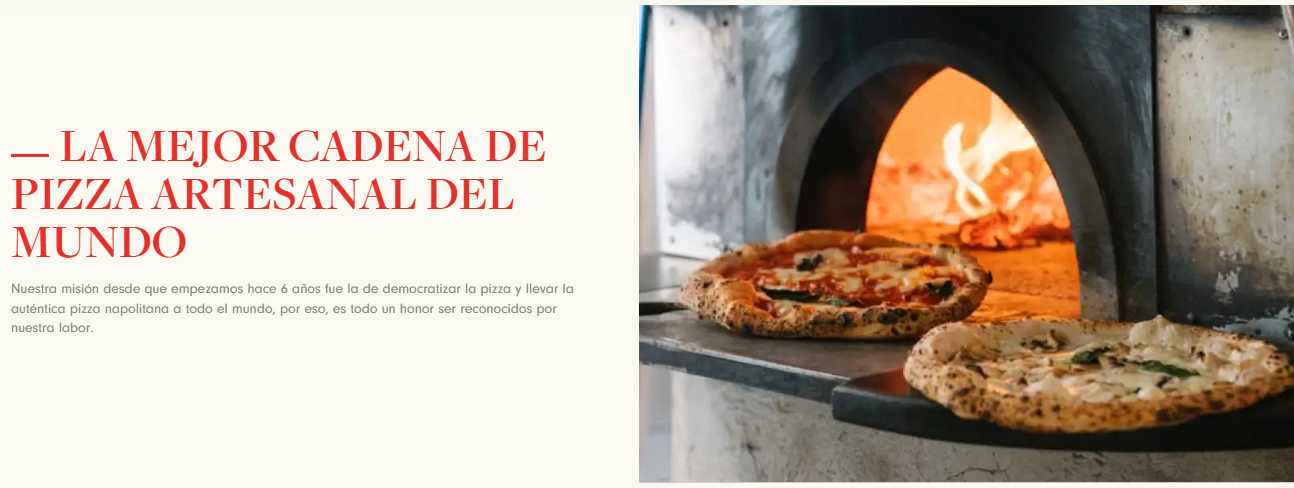 — LA MEJOR CADENA DE
PIZZA ARTESANAL DEL
MUNDO
Nuestra misión desde que empezamos hace 6 años fue la de democratizar la pizza y llevar la
auténtica pizza napolitana a todo el mundo, por eso, es todo un honor ser reconocidos por
nuestra labor.